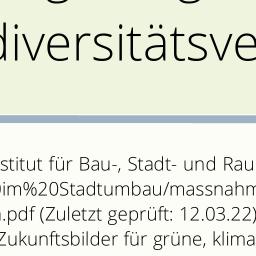 diversitätsve
stitut für Bau-, Stadt- und Rau
im%20Stadtumbau/massnahm
.pdf (Zuletzt geprüft: 12.03.22)
Zukunftsbilder für grüne, klima